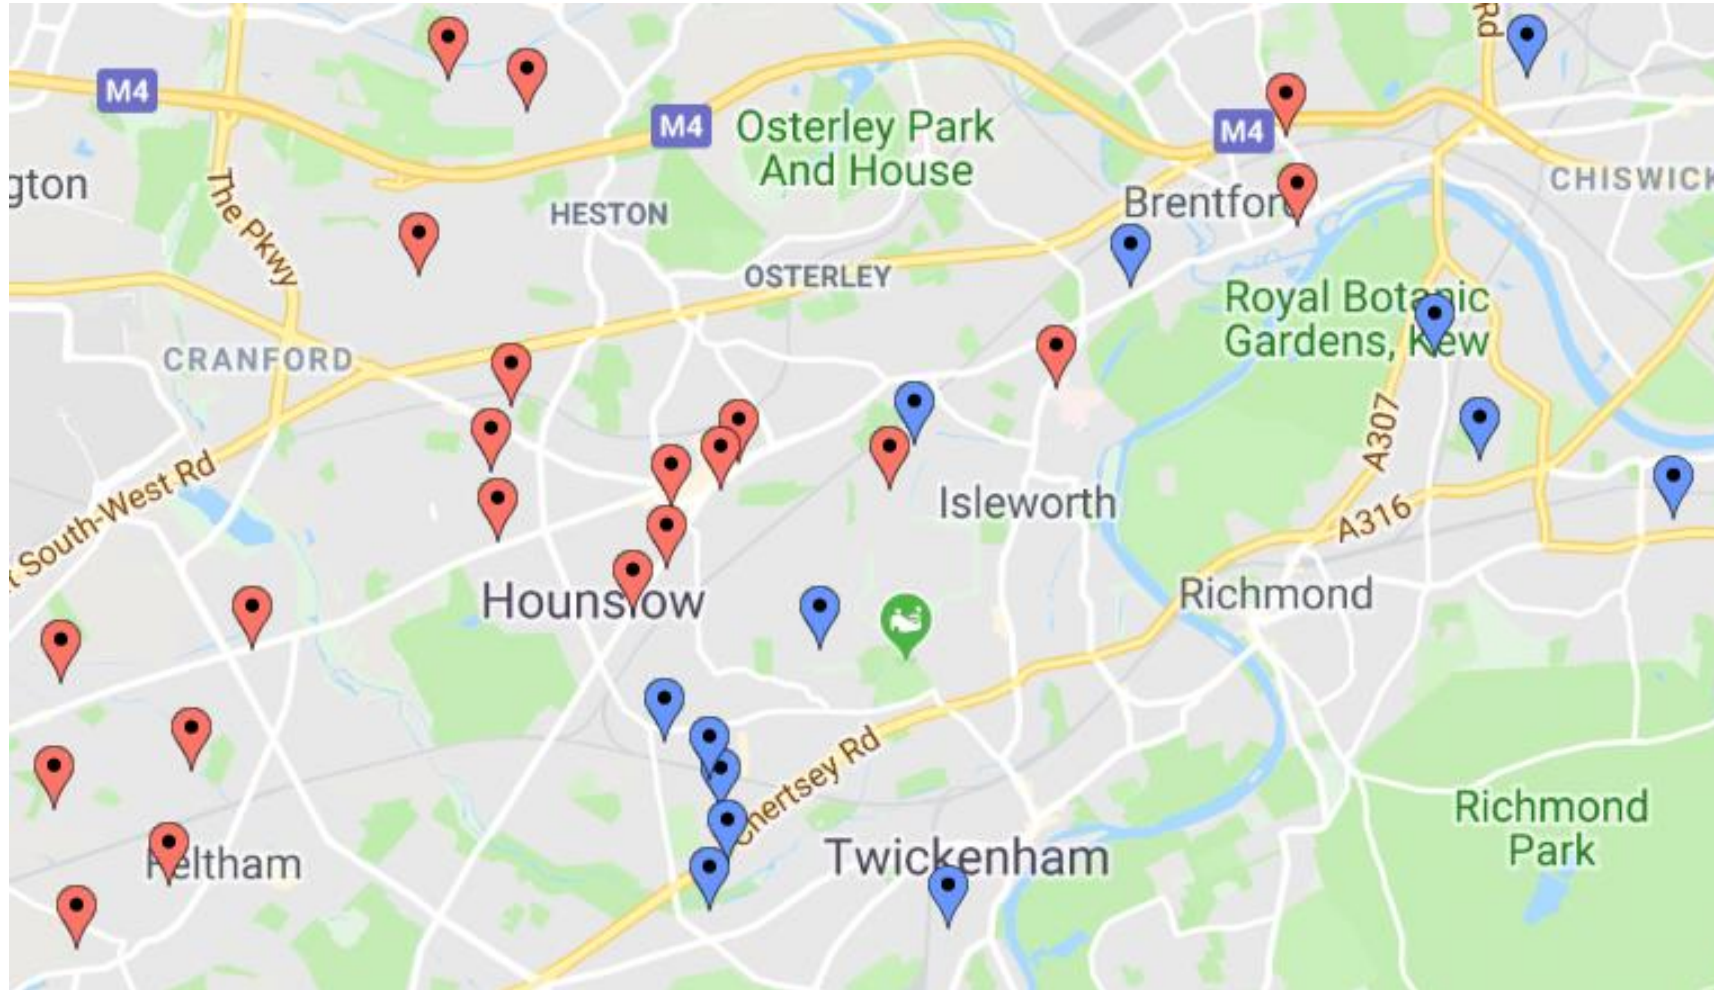 Rd
M4
M4
Osterley Park
And House
M4
gton
The Pkwy
HESTON
Brentford
CHISWICK
OSTERLEY
Royal Botanic
Gardens, Kew
CRANFORD
A307
t South-West Rd
Isleworth
A316
Hounslow
Richmond
Chertsey Rd
Richmond
Park
Feltham
Twickenham